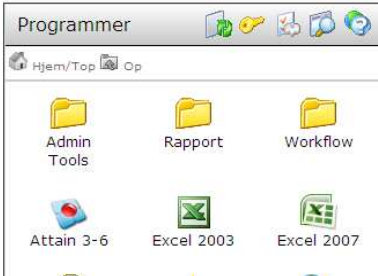 Programmer
Hjem/Top Op
Admin Tools
Rapport
Workflow
Attain 3-6
Excel 2003
Excel 2007